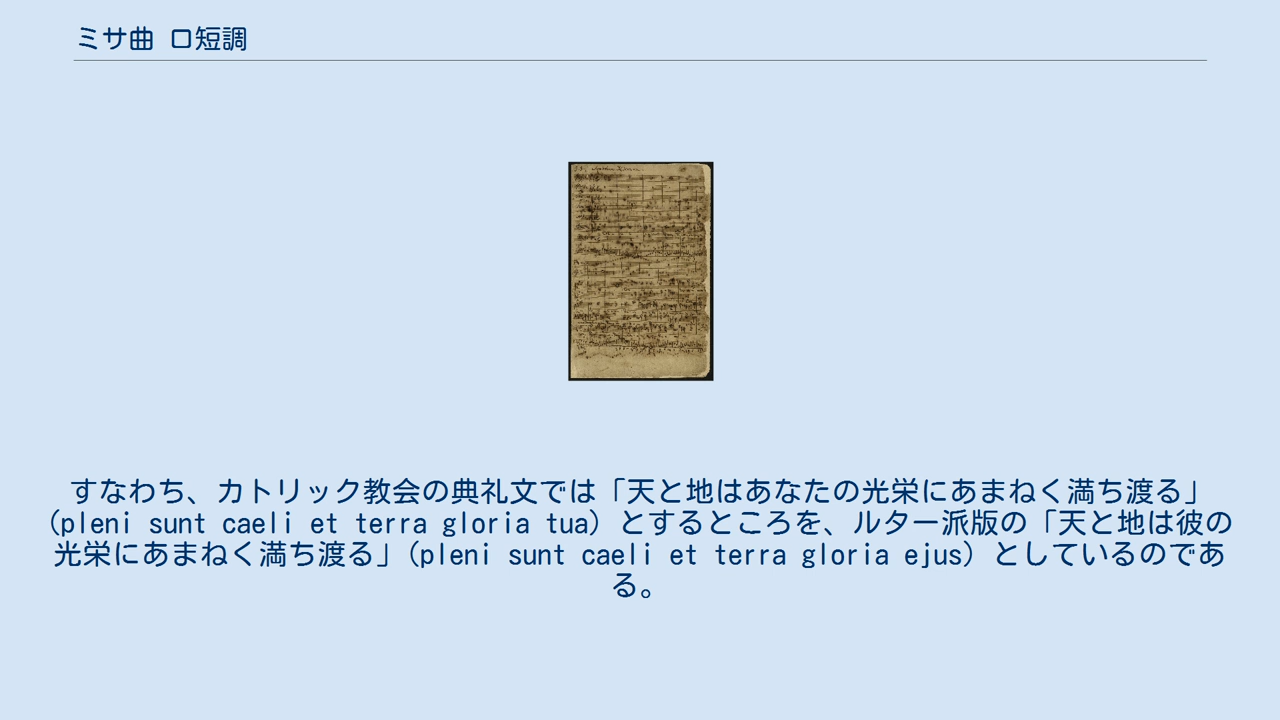 ミサ曲 ロ短調
すなわち、カトリック教会の典礼文では「天と地はあなたの光栄にあまねく満ち渡る」
(pleni sunt caeli et terra gloria tua) とするところを、ルター派版の「天と地は彼の
光栄にあまねく満ち渡る」(pleni sunt caeli et terra gloria ejus) としているのであ
る。